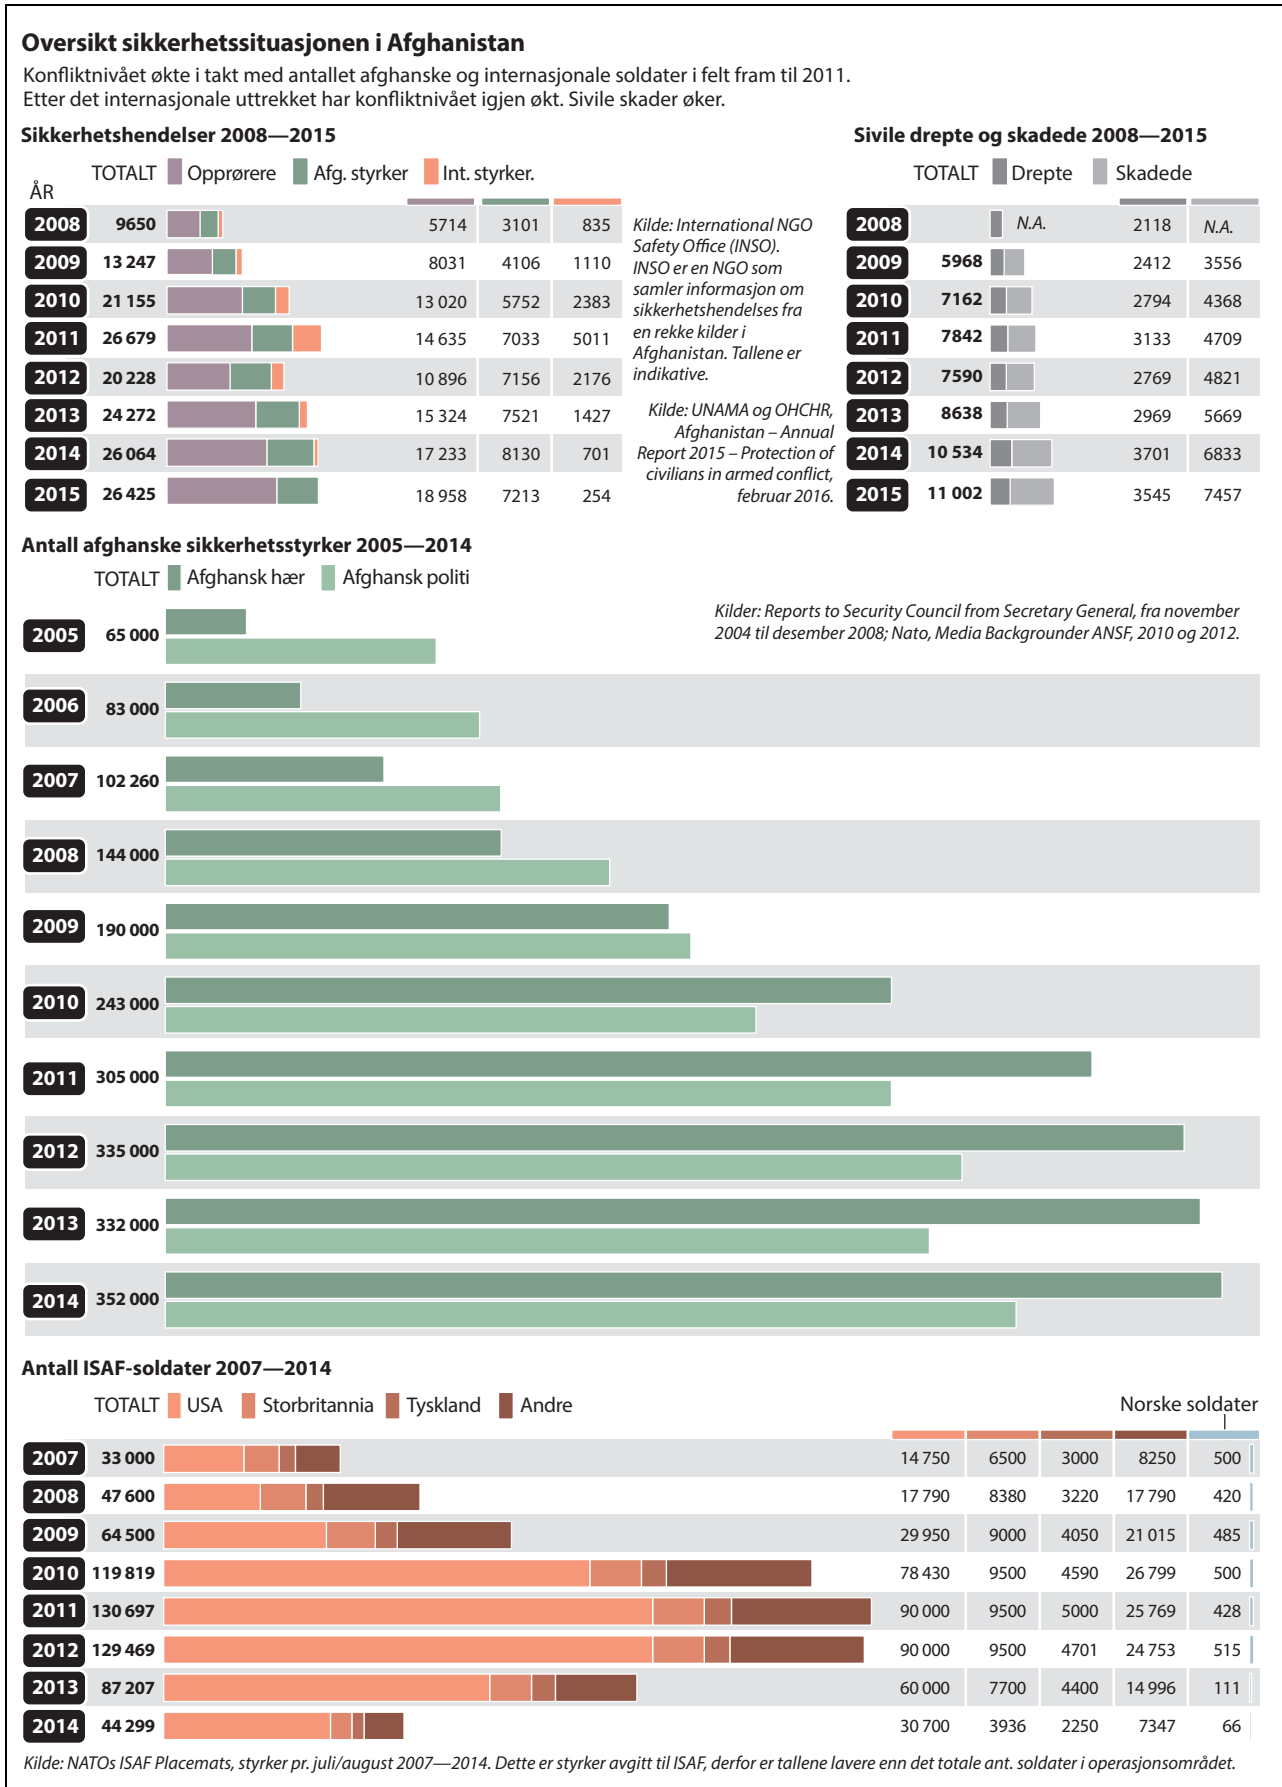 Oversikt sikkerhetssituasjonen i Afghanistan
Konfliktnivået økte i takt med antallet afghanske og internasjonale soldater i felt fram til 2011.
Etter det internasjonale uttrekket har konfliktnivået igjen økt. Sivile skader øker.
Sikkerhetshendelser 2008—2015
ÅR TOTALT Opprørere Afg. styrker Int. styrker.
2008 9650 5714 3101 835
2009 13 247 8031 4106 1110
2010 21 155 13 020 5752 2383
2011 26 679 14 635 7033 5011
2012 20 228 10 896 7156 2176
2013 24 272 15 324 7521 1427
2014 26 064 17 233 8130 701
2015 26 425 18 958 7213 254
Kilde: International NGO
Safety Office (INSO).
INSO er en NGO som
samler informasjon om
sikkerhetshendelses fra
en rekke kilder i
Afghanistan. Tallene er
indikative.
Kilde: UNAMA og OHCHR,
Afghanistan – Annual
Report 2015 – Protection of
civilians in armed conflict,
februar 2016.
Sivile drepte og skadede 2008—2015
TOTALT Drepte Skadede
2008 N.A. 2118 N.A.
2009 5968 2412 3556
2010 7162 2794 4368
2011 7842 3133 4709
2012 7590 2769 4821
2013 8638 2969 5669
2014 10 534 3701 6833
2015 11 002 3545 7457
Antall afghanske sikkerhetsstyrker 2005—2014
TOTALT Afghansk hær Afghansk politi
Kilder: Reports to Security Council from Secretary General, fra november
2004 til desember 2008; Nato, Media Backgrounder ANSF, 2010 og 2012.
2005 65 000
2006 83 000
2007 102 260
2008 144 000
2009 190 000
2010 243 000
2011 305 000
2012 335 000
2013 332 000
2014 352 000
Antall ISAF-soldater 2007—2014
TOTALT USA Storbritannia Tyskland Andre Norske soldater
2007 33 000 14 750 6500 3000 8250 500
2008 47 600 17 790 8380 3220 17 790 420
2009 64 500 29 950 9000 4050 21 015 485
2010 119 819 78 430 9500 4590 26 799 500
2011 130 697 90 000 9500 5000 25 769 428
2012 129 469 90 000 9500 4701 24 753 515
2013 87 207 60 000 7700 4400 14 996 111
2014 44 299 30 700 3936 2250 7347 66
Kilde: NATOs ISAF Placemats, styrker pr. juli/august 2007—2014. Dette er styrker avgitt til ISAF, derfor er tallene lavere enn det totale ant. soldater i operasjonsområdet.